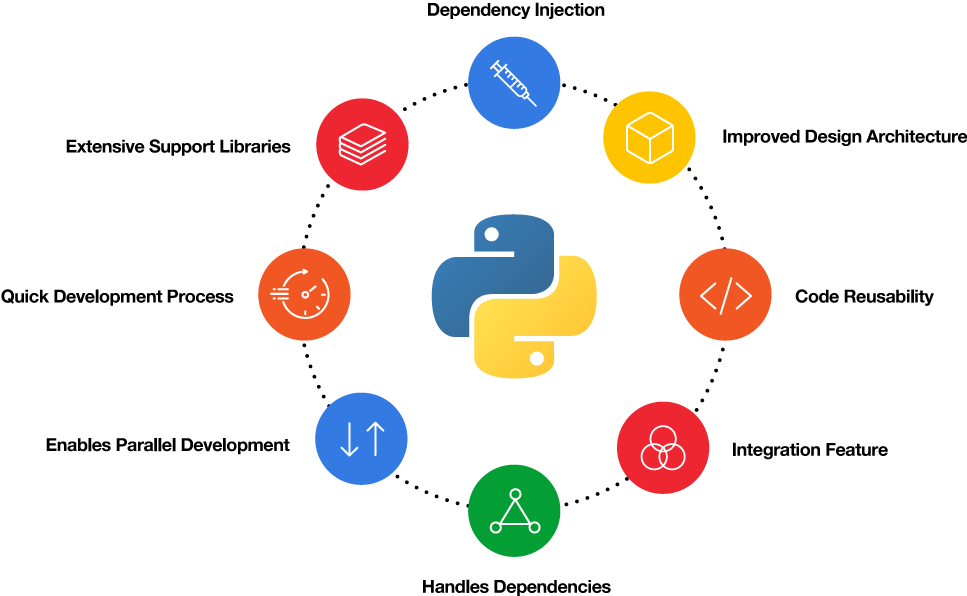 Dependency Injection
Improved Design Architecture
Extensive Support Libraries
Quick Development Process
Code Reusability
Enables Parallel Development
Integration Feature
Handles Dependencies